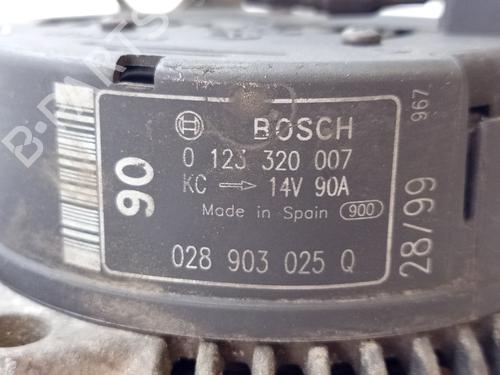 B-PARTS
BOSCH
0 123 320 007
KC → 14V 90A
Made in Spain 900
028 903 025 Q
90
28/99
967